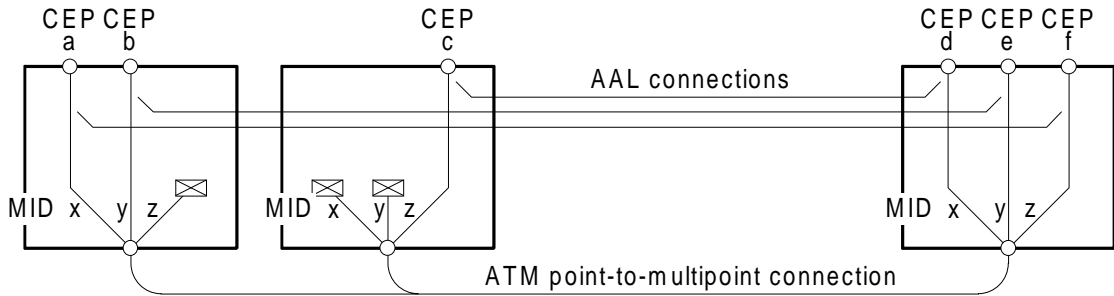 CEP CEP CEP CEP CEP CEP
a b c d e f
AAL connections
MID x y z MID x y z MID x y z
ATM point-to-multipoint connection